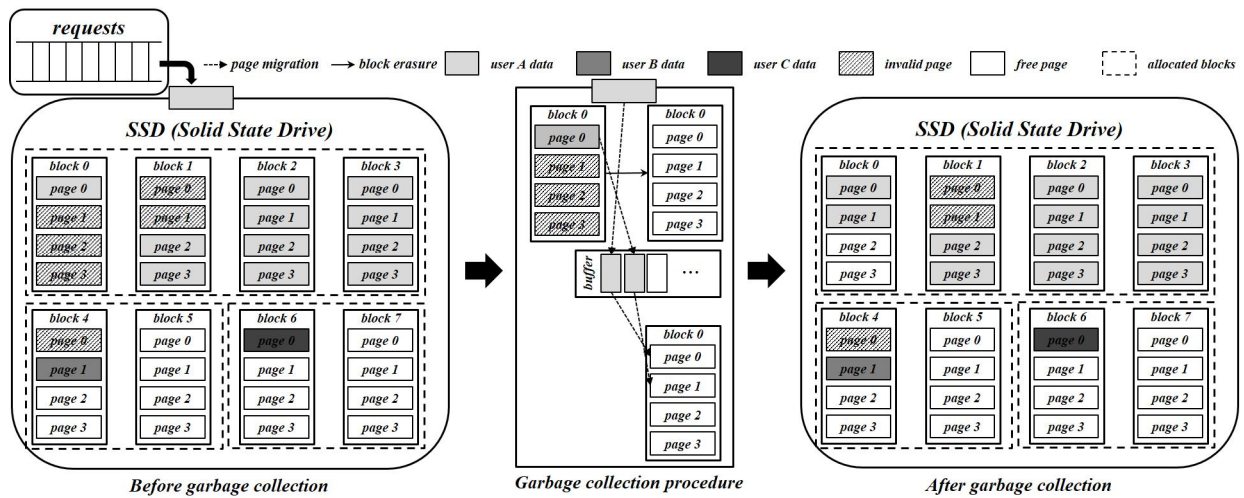 requests
page migration block erasure user A data user B data user C data invalid page free page allocated blocks
SSD (Solid State Drive)
block 0 block 1 block 2 block 3
page 0 page 0 page 0 page 0
page 1 page 1 page 1 page 1
page 2 page 2 page 2 page 2
page 3 page 3 page 3 page 3
block 4 block 5 block 6 block 7
page 0 page 0 page 0 page 0
page 1 page 1 page 1 page 1
page 2 page 2 page 2 page 2
page 3 page 3 page 3 page 3
Before garbage collection
block 0 block 0
page 0 page 0
page 1 page 1
page 2 page 2
page 3 page 3
buffer ...
block 0
page 0
page 1
page 2
page 3
Garbage collection procedure
SSD (Solid State Drive)
block 0 block 1 block 2 block 3
page 0 page 0 page 0 page 0
page 1 page 1 page 1 page 1
page 2 page 2 page 2 page 2
page 3 page 3 page 3 page 3
block 4 block 5 block 6 block 7
page 0 page 0 page 0 page 0
page 1 page 1 page 1 page 1
page 2 page 2 page 2 page 2
page 3 page 3 page 3 page 3
After garbage collection